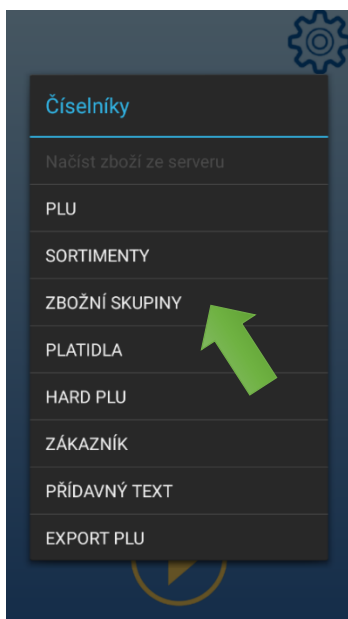 Číselníky
Načíst zboží ze serveru
PLU
SORTIMENTY
ZBOŽNÍ SKUPINY
PLATIDLA
HARD PLU
ZÁKAZNÍK
PŘÍDAVNÝ TEXT
EXPORT PLU